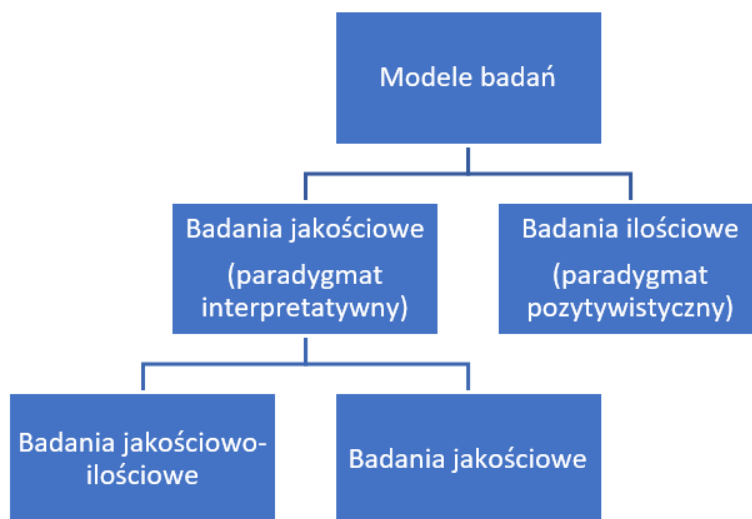 Modele badań
Badania jakościowe
(paradygmat
interpretatywny)
Badania ilościowe
(paradygmat
pozytywistyczny)
Badania jakościowo-
ilościowe
Badania jakościowe